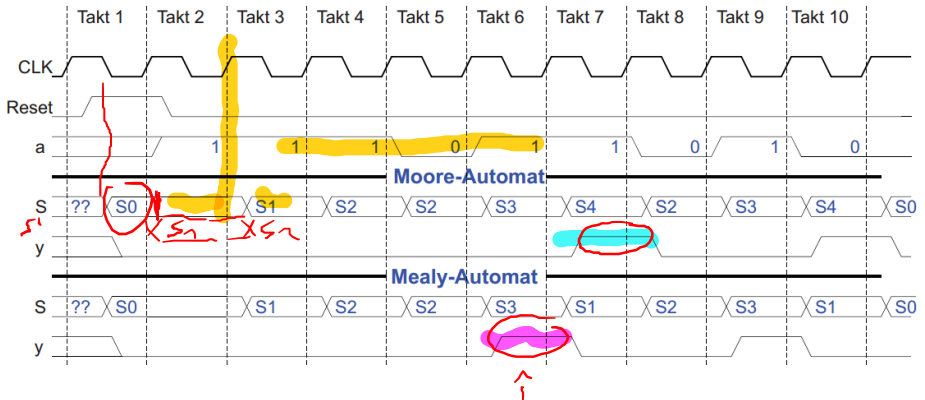 Takt 1 Takt 2 Takt 3 Takt 4 Takt 5 Takt 6 Takt 7 Takt 8 Takt 9 Takt 10
CLK
Reset
a 1 1 1 0 1 1 0 1 0
Moore-Automat
S ?? S0 S1 S2 S2 S3 S4 S2 S3 S4 S0
y
Mealy-Automat
S ?? S0 S1 S2 S2 S3 S1 S2 S3 S1 S0
y